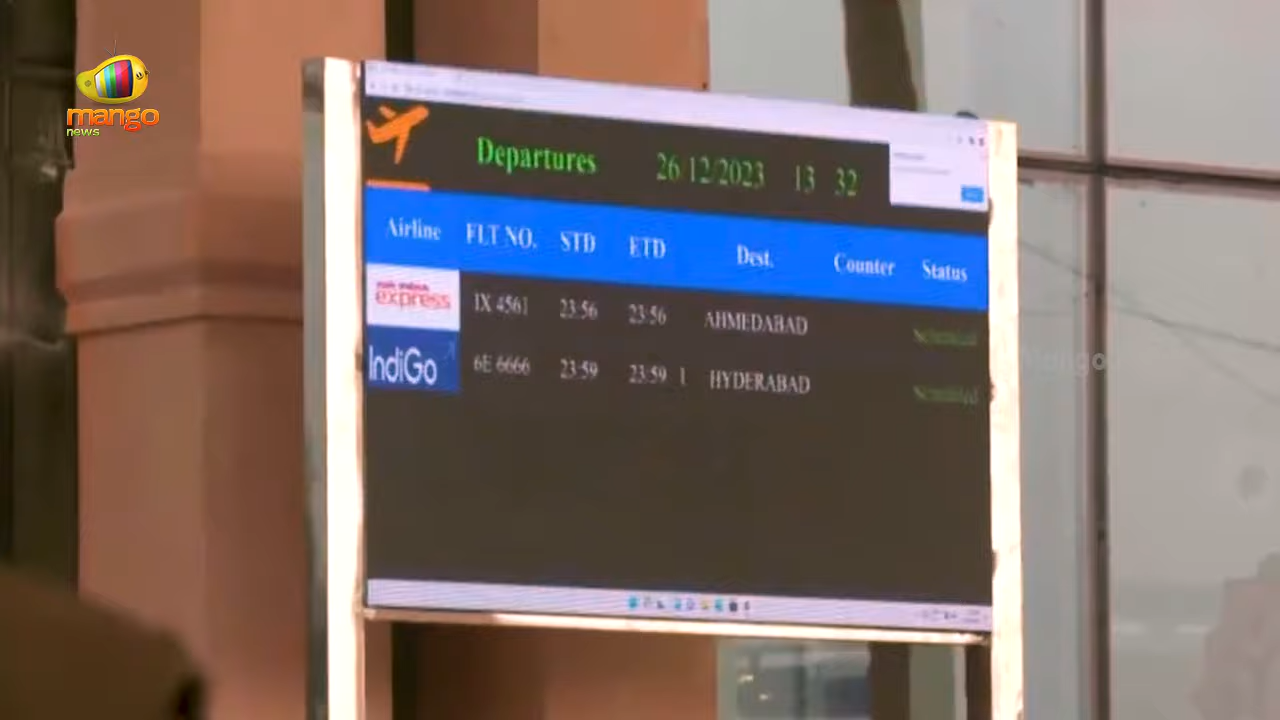 mango
news
Departures 26/12/2023 13 32
Airline FLT NO. STD ETD Dest. Counter Status
express IX 4561 23:56 23:56 AHMEDABAD
IndiGo 6E 6666 23:59 23:59 1 HYDERABAD
Mango